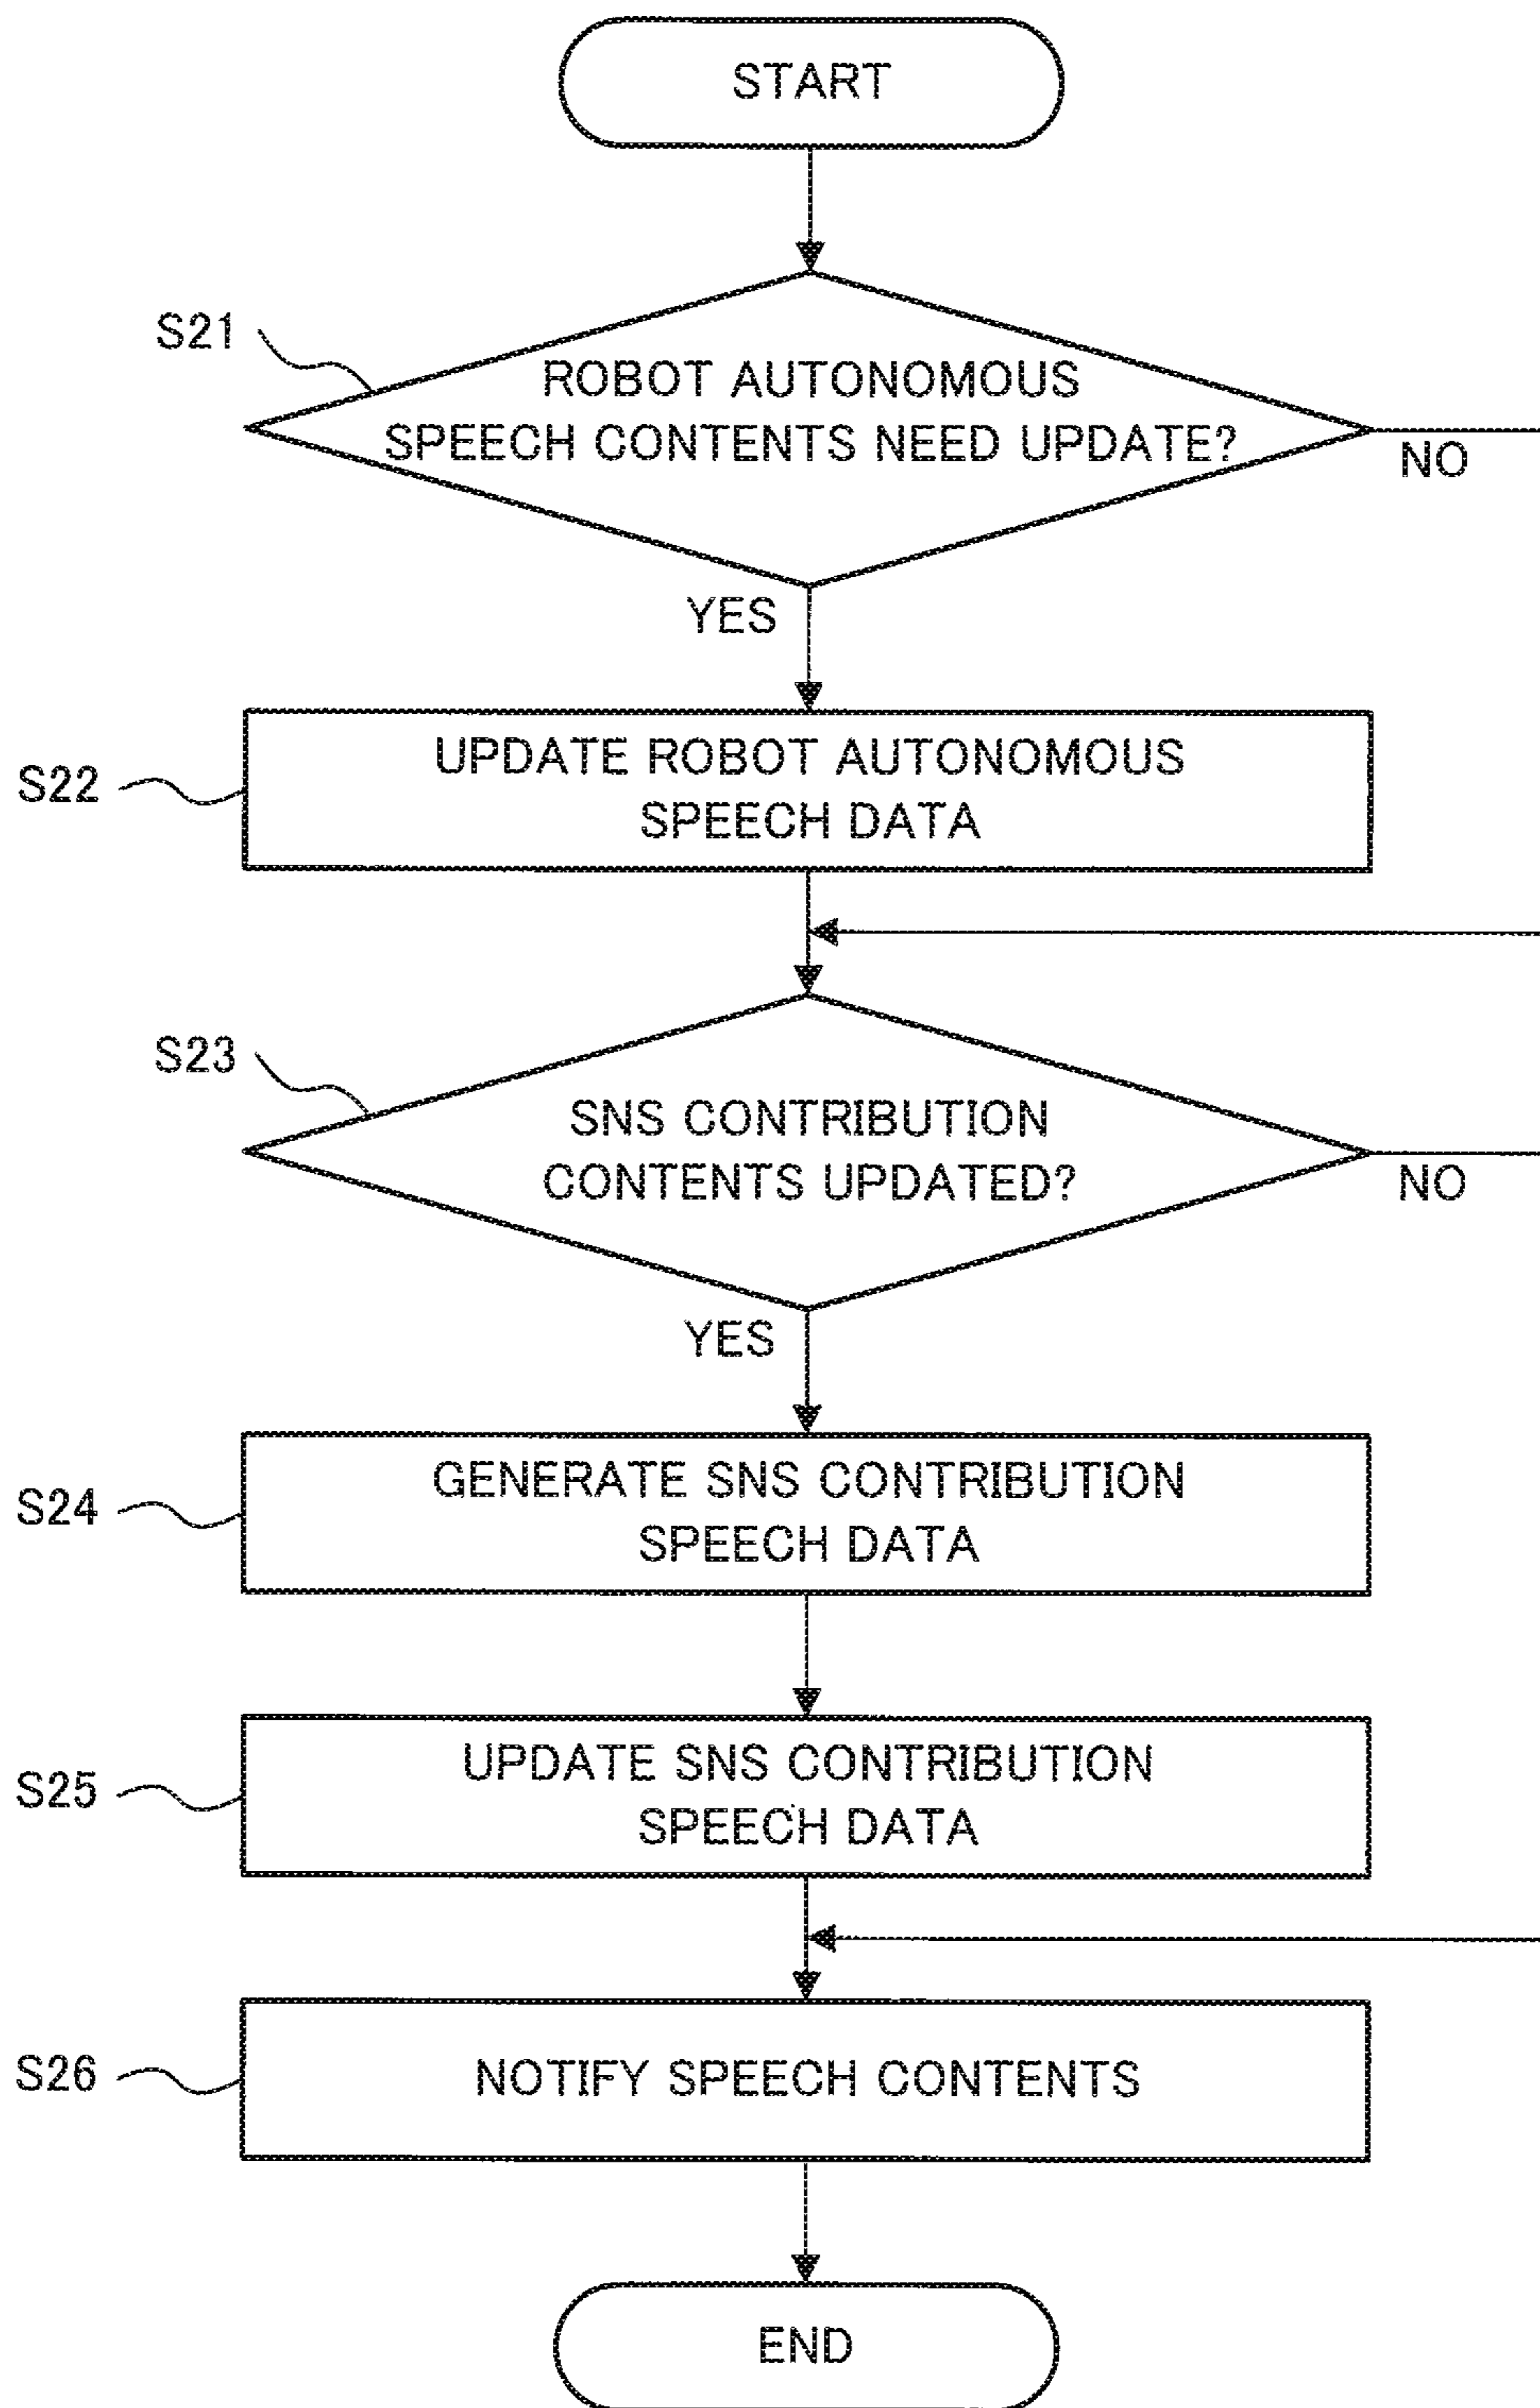 START
S21
ROBOT AUTONOMOUS
SPEECH CONTENTS NEED UPDATE?
NO
YES
S22
UPDATE ROBOT AUTONOMOUS
SPEECH DATA
S23
SNS CONTRIBUTION
CONTENTS UPDATED?
NO
YES
S24
GENERATE SNS CONTRIBUTION
SPEECH DATA
S25
UPDATE SNS CONTRIBUTION
SPEECH DATA
S26
NOTIFY SPEECH CONTENTS
END